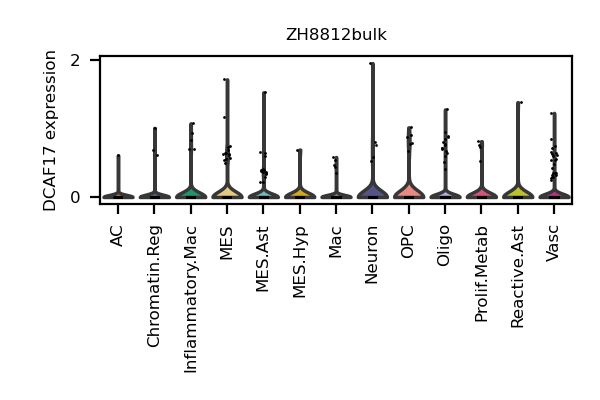 ZH8812bulk
DCAF17 expression
2
0
AC
Chromatin.Reg
Inflammatory.Mac
MES
MES.Ast
MES.Hyp
Mac
Neuron
OPC
Oligo
Prolif.Metab
Reactive.Ast
Vasc